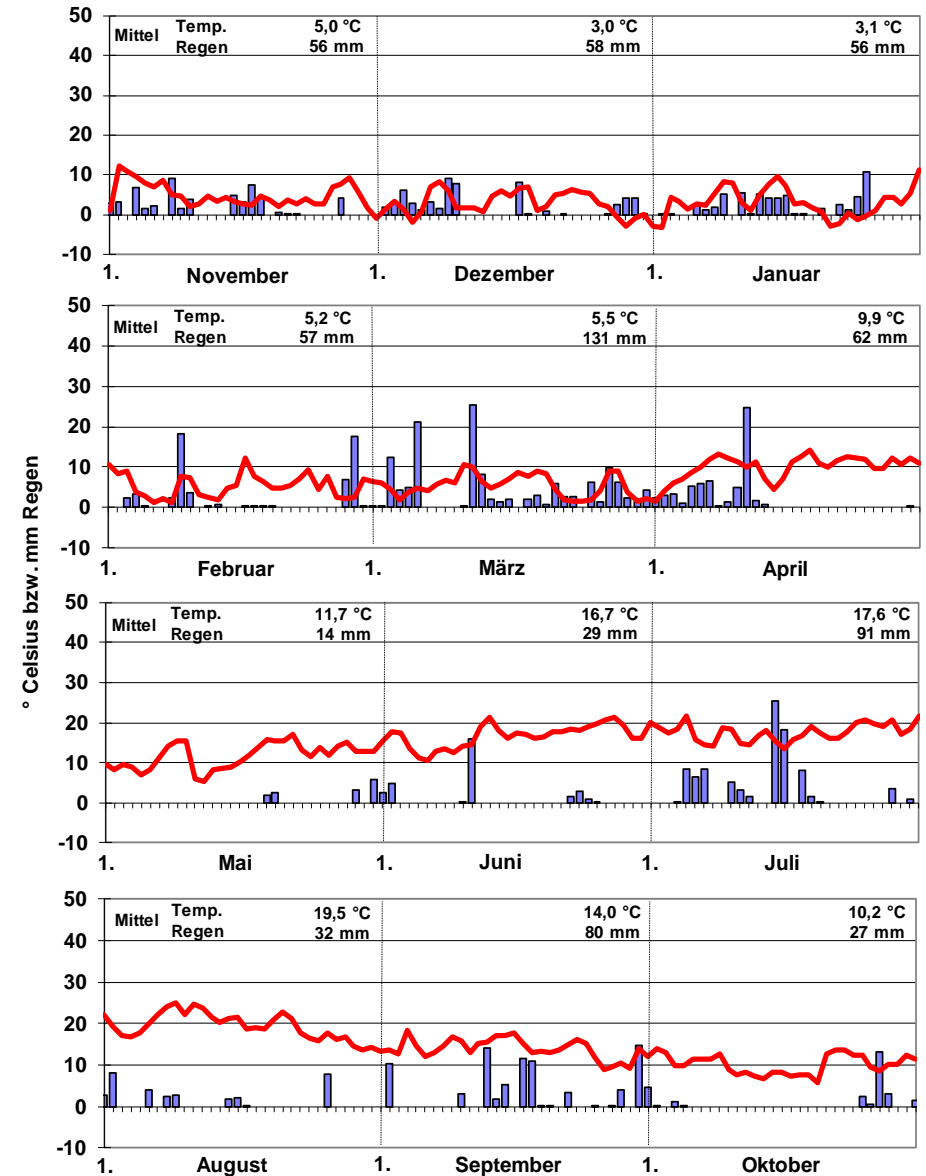 50
40
30
20
10
0
-10
Mittel Temp. 5,0 °C 3,0 °C 3,1 °C
Regen 56 mm 58 mm 56 mm
1. November 1. Dezember 1. Januar
50
40
30
20
10
0
-10
Mittel Temp. 5,2 °C 5,5 °C 9,9 °C
Regen 57 mm 131 mm 62 mm
1. Februar 1. März 1. April
° Celsius bzw. mm Regen
50
40
30
20
10
0
-10
Mittel Temp. 11,7 °C 16,7 °C 17,6 °C
Regen 14 mm 29 mm 91 mm
1. Mai 1. Juni 1. Juli
50
40
30
20
10
0
-10
Mittel Temp. 19,5 °C 14,0 °C 10,2 °C
Regen 32 mm 80 mm 27 mm
1. August 1. September 1. Oktober